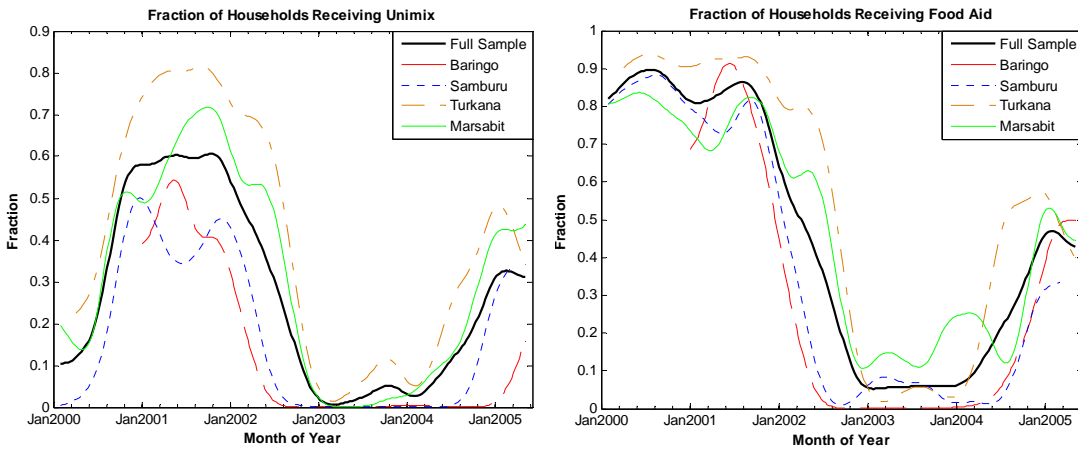 Fraction of Households Receiving Unimix
0.9
0.8
0.7
0.6
0.5
0.4
0.3
0.2
0.1
0
Fraction
Jan2000 Jan2001 Jan2002 Jan2003 Jan2004 Jan2005
Month of Year
Full Sample
Baringo
Samburu
Turkana
Marsabit
Fraction of Households Receiving Food Aid
1
0.9
0.8
0.7
0.6
0.5
0.4
0.3
0.2
0.1
0
Fraction
Jan2000 Jan2001 Jan2002 Jan2003 Jan2004 Jan2005
Month of Year
Full Sample
Baringo
Samburu
Turkana
Marsabit